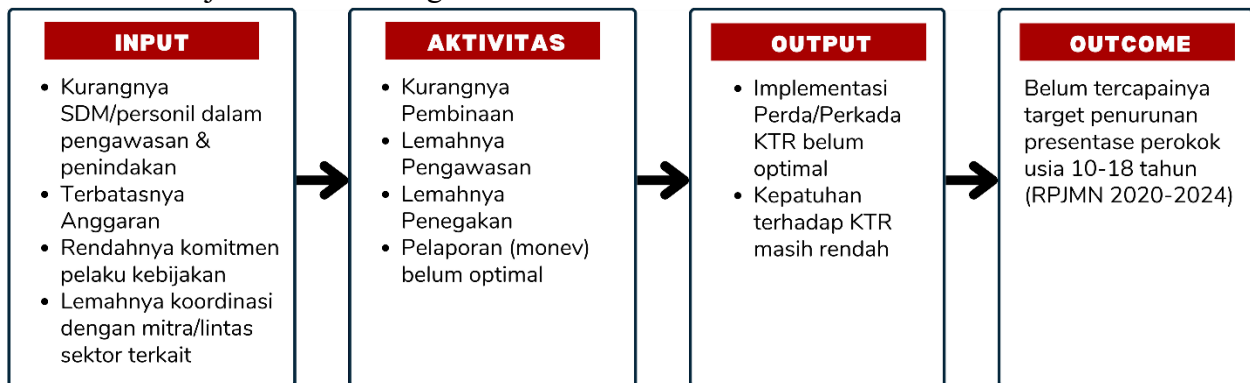 INPUT
• Kurangnya
SDM/personil dalam
pengawasan &
penindakan
• Terbatasnya
Anggaran
• Rendahnya komitmen
pelaku kebijakan
• Lemahnya koordinasi
dengan mitra/lintas
sektor terkait
AKTIVITAS
• Kurangnya
Pembinaan
• Lemahnya
Pengawasan
• Lemahnya
Penegakan
• Pelaporan (monev)
belum optimal
OUTPUT
• Implementasi
Perda/Perkada
KTR belum
optimal
• Kepatuhan
terhadap KTR
masih rendah
OUTCOME
Belum tercapainya
target penurunan
presentase perokok
usia 10-18 tahun
(RPJMN 2020-2024)